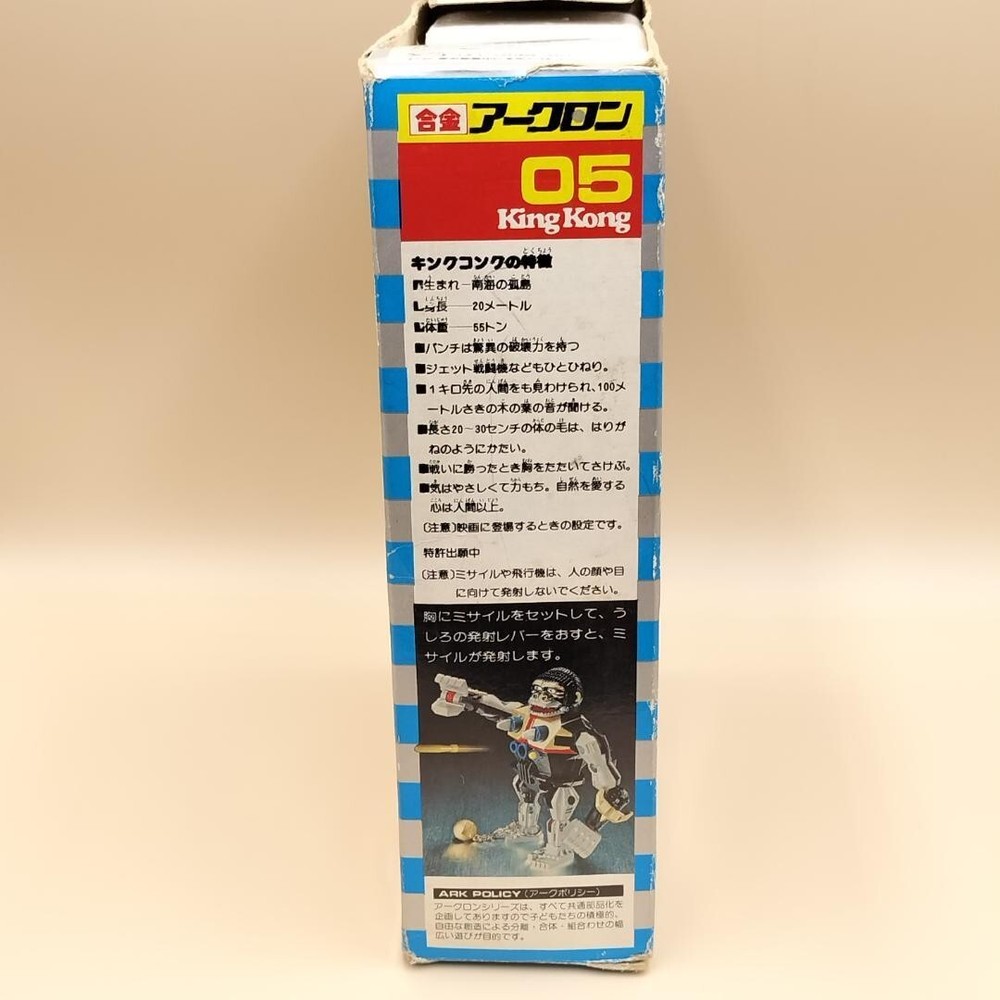 合金 アークロン
05
King Kong
キングコングの特徴
■生まれ―南海の孤島
■身長――20メートル
■体重――55トン
■パンチは驚異の破壊力を持つ
■ジェット戦闘機などもひとひねり。
■1キロ先の人間をも見わけられ、100メ
ートルさきの木の葉の音が聞ける。
■長さ20〜30センチの体の毛は、はりが
ねのようにかたい。
■戦いに勝ったとき胸をたたいてさけぶ。
■気はやさしくて力もち。自然を愛する
心は人間以上。
〔注意〕映画に登場するときの設定です。
特許出願中
〔注意〕ミサイルや飛行機は、人の顔や目
に向けて発射しないでください。
胸にミサイルをセットして、う
しろの発射レバーをおすと、ミ
サイルが発射します。
ARK POLICY〔アークポリシー〕
アークロンシリーズは、すべて共通部品化を
企画してありますので子どもたちの積極的、
自由な創造による分離・合体・組合わせの幅
広い遊びが目的です。